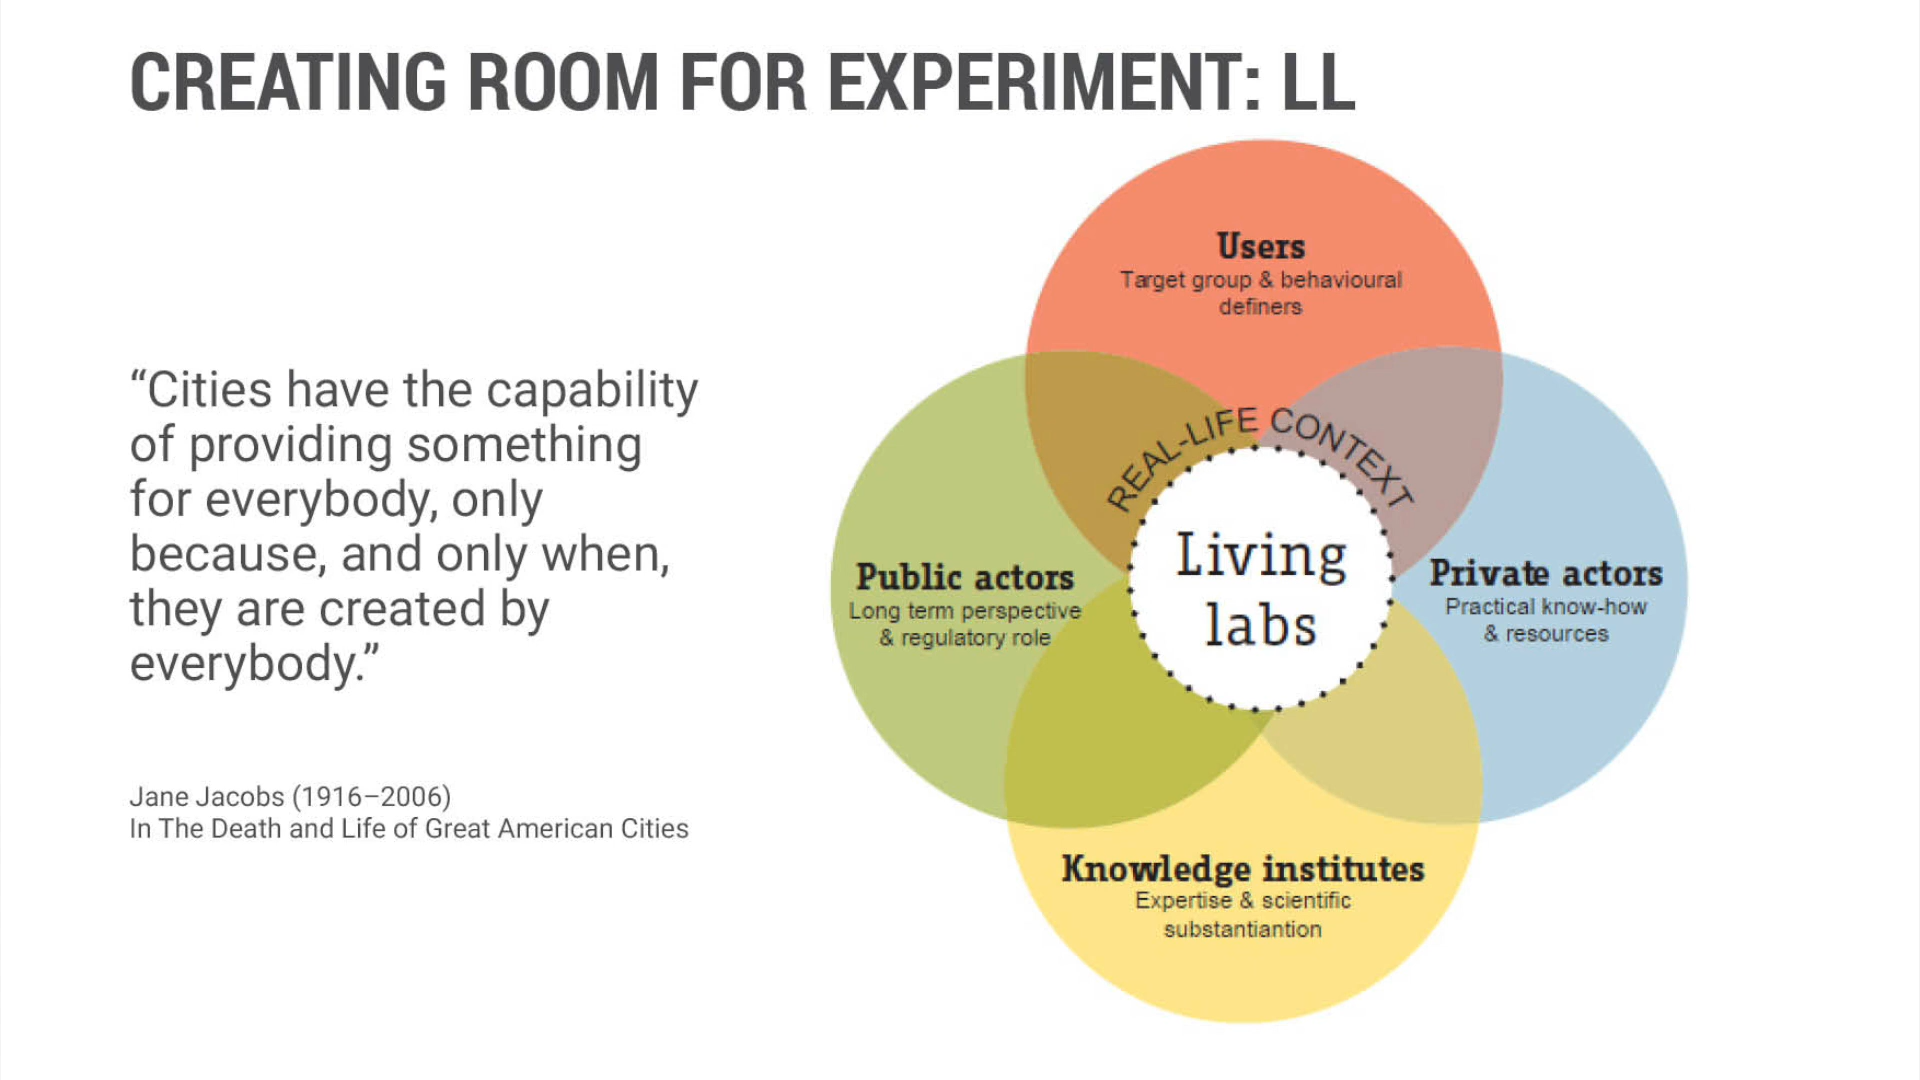 CREATING ROOM FOR EXPERIMENT: LL
“Cities have the capability
of providing something
for everybody, only
because, and only when,
they are created by
everybody.”
Jane Jacobs (1916–2006)
In The Death and Life of Great American Cities
Users
Target group & behavioural
definers
REAL-LIFE CONTEXT
Living
labs
Public actors
Long term perspective
& regulatory role
Private actors
Practical know-how
& resources
Knowledge institutes
Expertise & scientific
substantiantion